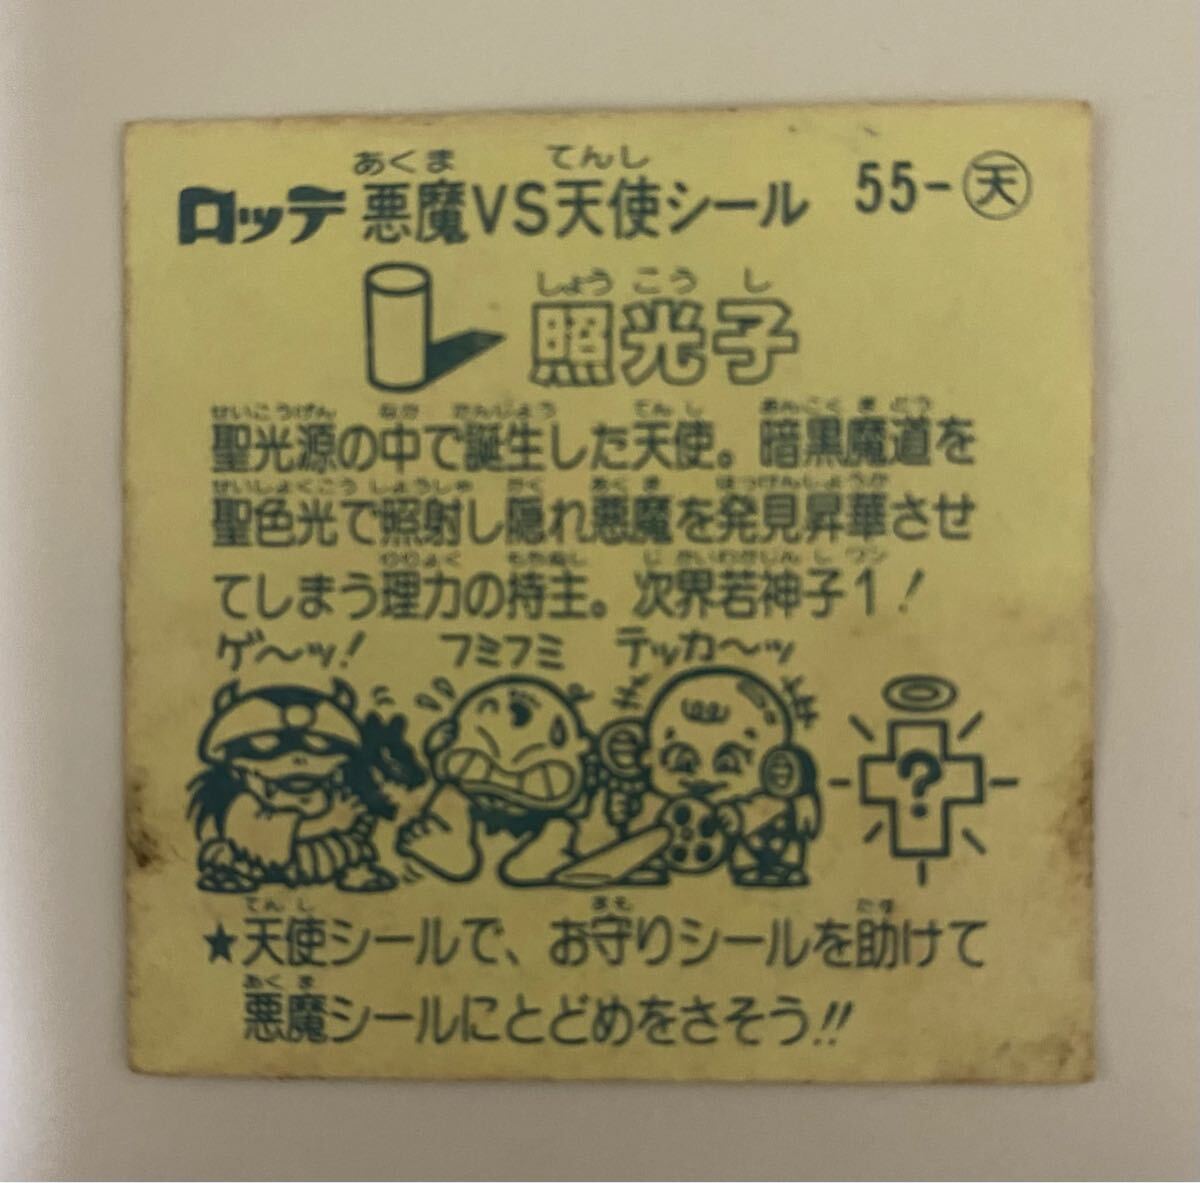 あくま てんし
ロッテ 悪魔VS天使シール 55-天
しょう こう し
照光子
せいこうげん なか たんじょう てん し あんこく ま どう
聖光源の中で誕生した天使。暗黒魔道を
せいしょくこう しょうしゃ かく あく ま はっけんしょうか
聖色光で照射し隠れ悪魔を発見昇華させ
りりょく もちぬし じ かいわかじん し ワン
てしまう理力の持主。次界若神子1!
ゲ〜ッ! フミフミ テッカ〜ッ
?
てん し まも たす
★天使シールで、お守りシールを助けて
あく ま
悪魔シールにとどめをさそう!!